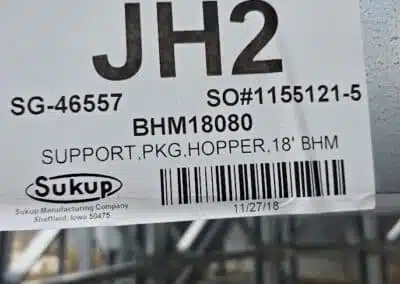 JH2
SG-46557 SO#1155121-5
BHM18080
SUPPORT,PKG,HOPPER,18' BHM
Sukup
Sukup Manufacturing Company
Sheffield, Iowa 50475
11/27/18